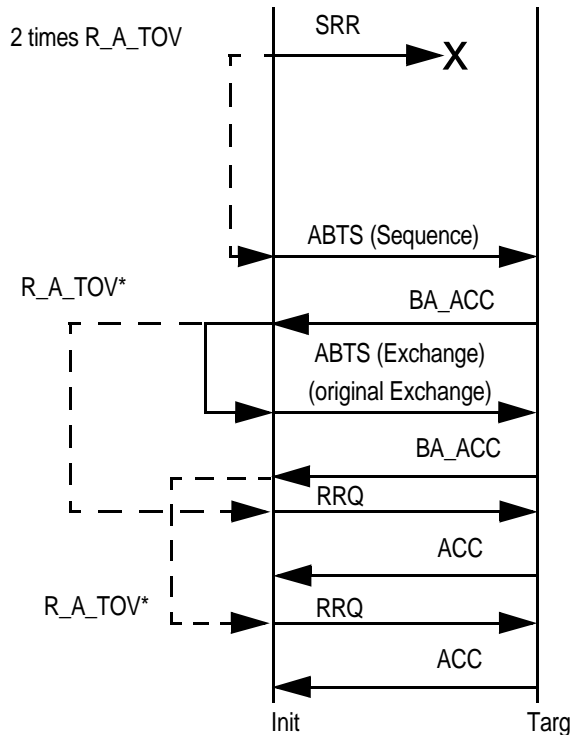 SRR
2 times R_A_TOV
X
ABTS (Sequence)
R_A_TOV*
BA_ACC
ABTS (Exchange)
(original Exchange)
BA_ACC
RRQ
ACC
R_A_TOV*
RRQ
ACC
Init
Targ